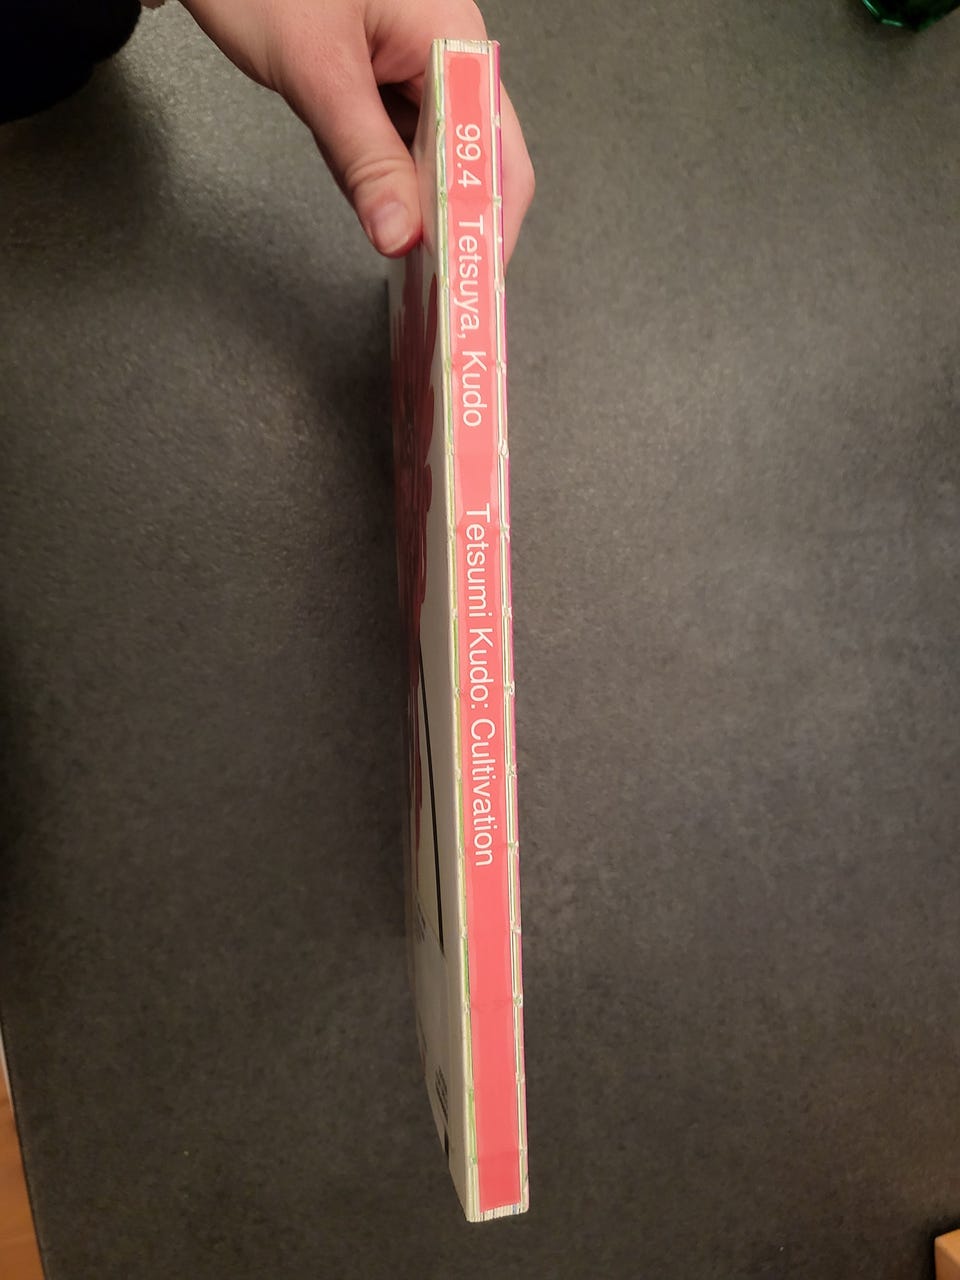 99.4 Tetsuya, Kudo Tetsumi Kudo: Cultivation